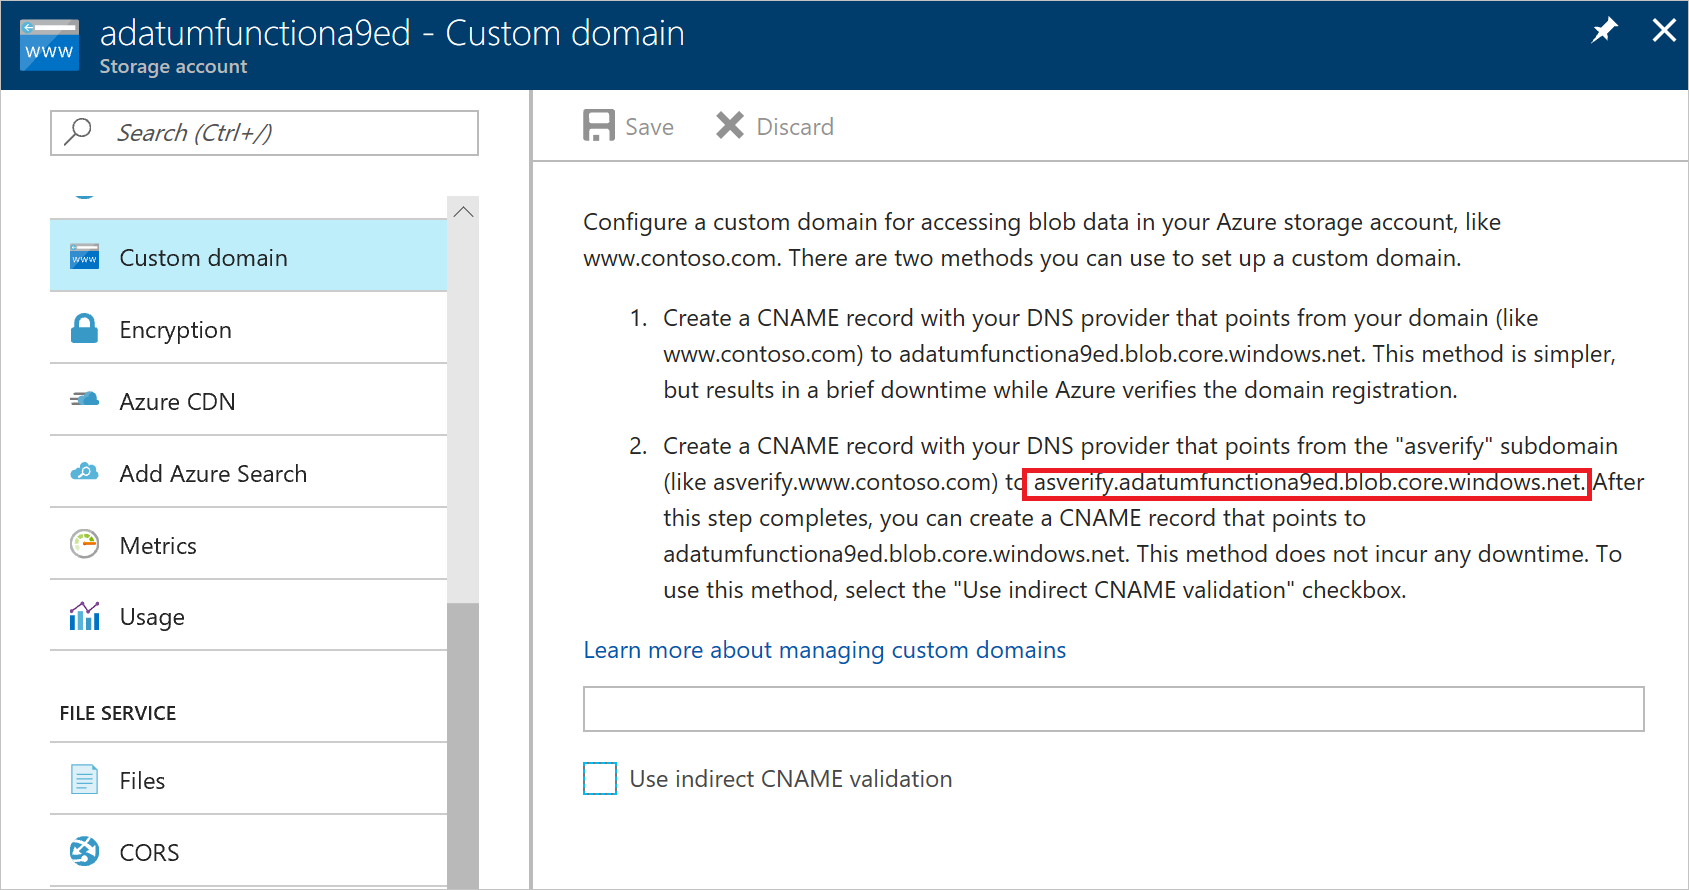 adatumfunctiona9ed - Custom domain
Storage account
Search (Ctrl+/)
Custom domain
Encryption
Azure CDN
Add Azure Search
Metrics
Usage
FILE SERVICE
Files
CORS
Save Discard
Configure a custom domain for accessing blob data in your Azure storage account, like
www.contoso.com. There are two methods you can use to set up a custom domain.
1. Create a CNAME record with your DNS provider that points from your domain (like
www.contoso.com) to adatumfunctiona9ed.blob.core.windows.net. This method is simpler,
but results in a brief downtime while Azure verifies the domain registration.
2. Create a CNAME record with your DNS provider that points from the "asverify" subdomain
(like asverify.www.contoso.com) to asverify.adatumfunctiona9ed.blob.core.windows.net. After
this step completes, you can create a CNAME record that points to
adatumfunctiona9ed.blob.core.windows.net. This method does not incur any downtime. To
use this method, select the "Use indirect CNAME validation" checkbox.
Learn more about managing custom domains
Use indirect CNAME validation